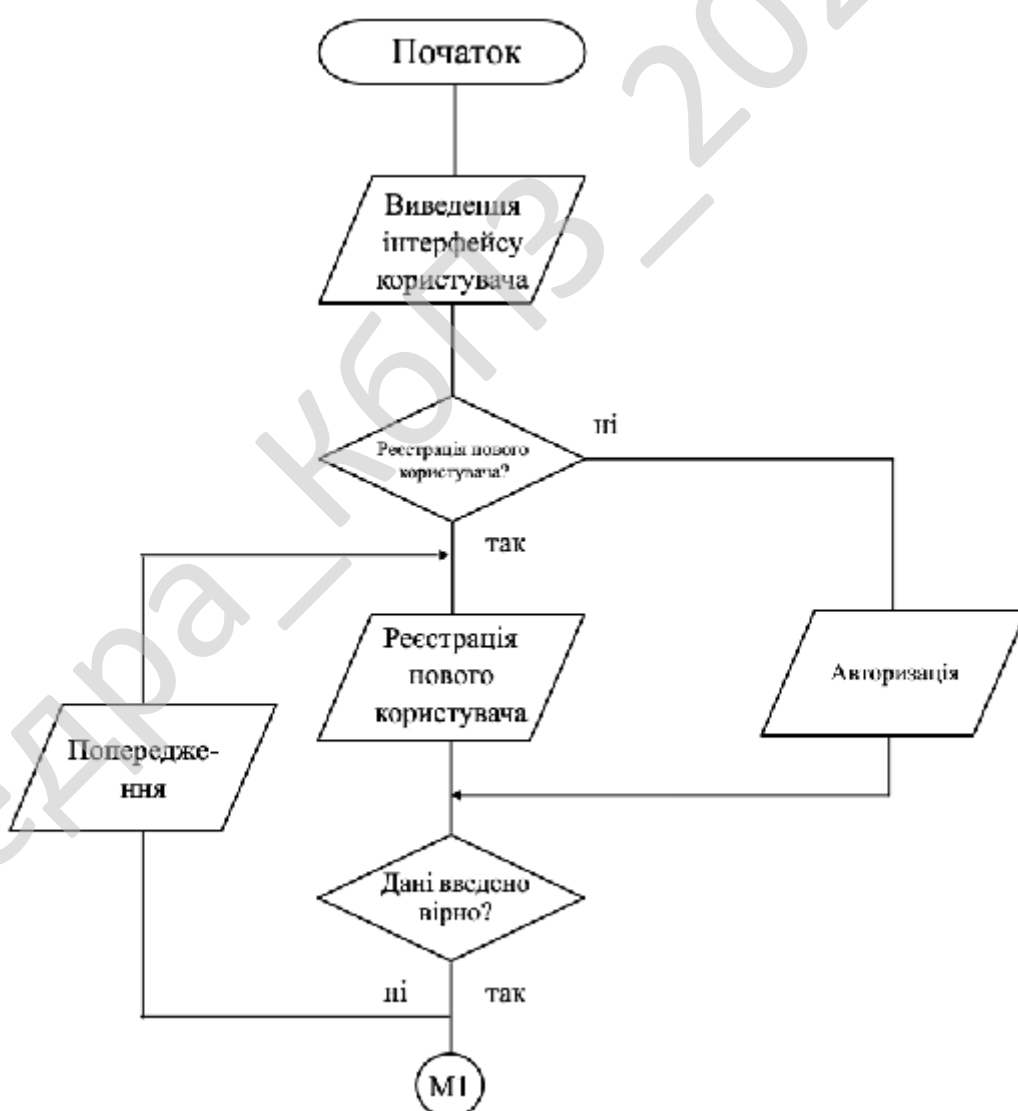 Початок
Виведення
інтерфейсу
користувача
ні
Реєстрація нового
користувача?
так
Реєстрація
нового
користувача
Авторизація
Попередже-
ння
Дані введено
вірно?
ні
так
М1
едра_КбПЗ_202